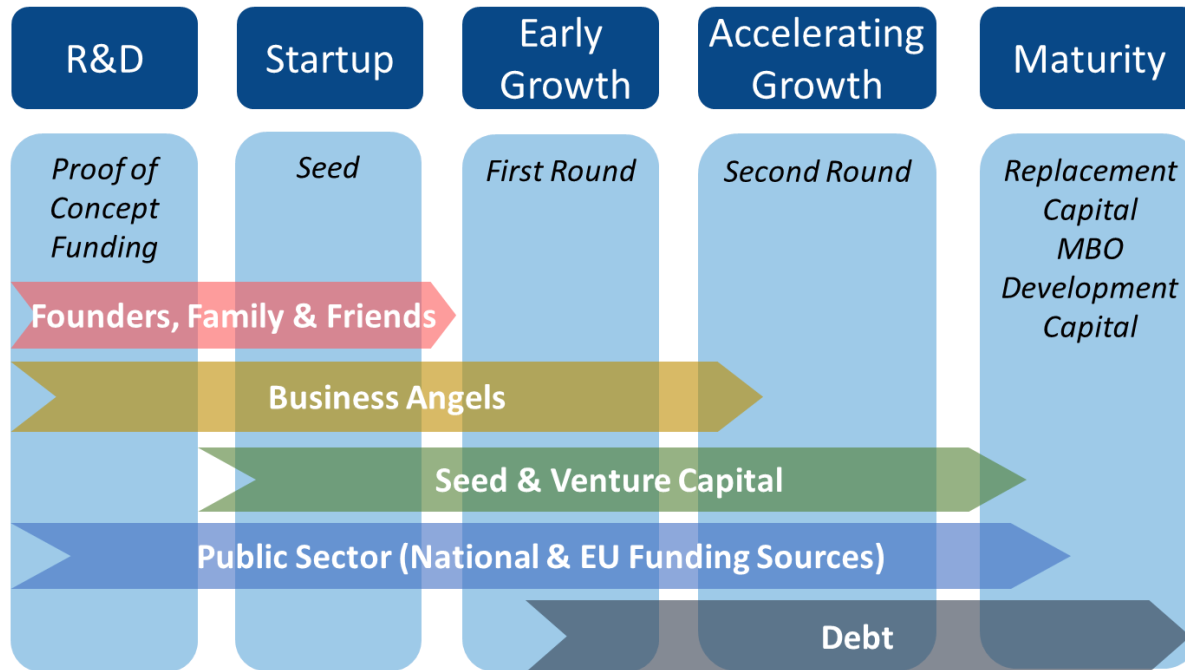 R&D
Startup
Early
Growth
Accelerating
Growth
Maturity
Proof of
Concept
Funding
Seed
First Round
Second Round
Replacement
Capital
MBO
Development
Capital
Founders, Family & Friends
Business Angels
Seed & Venture Capital
Public Sector (National & EU Funding Sources)
Debt